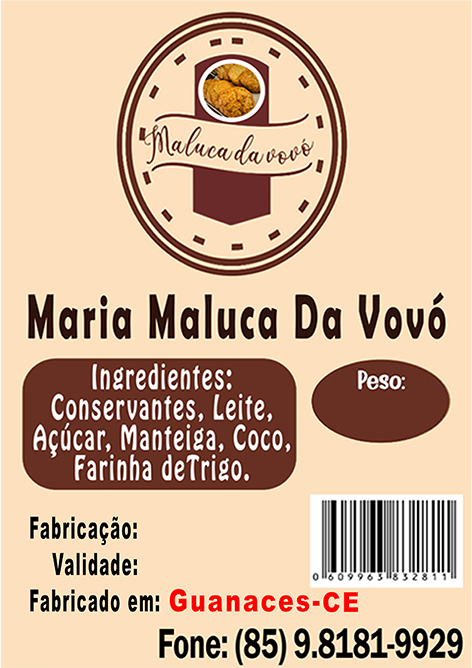 Maluca da vovó
Maria Maluca Da Vovó
Ingredientes:
Conservantes, Leite,
Açúcar, Manteiga, Coco,
Farinha deTrigo.
Peso:
Fabricação:
Validade:
Fabricado em: Guanaces-CE
0 609963 832811
Fone: (85) 9.8181-9929